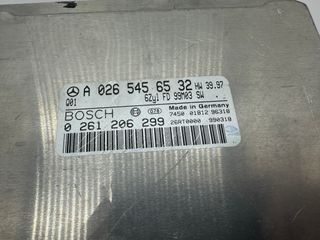 A 026 545 65 32 HW 39.97
Q01 6Zyl FD 99M03 SW . .
BOSCH Made in Germany
0 261 206 299 7450 01812 96318
26AT0000 990318